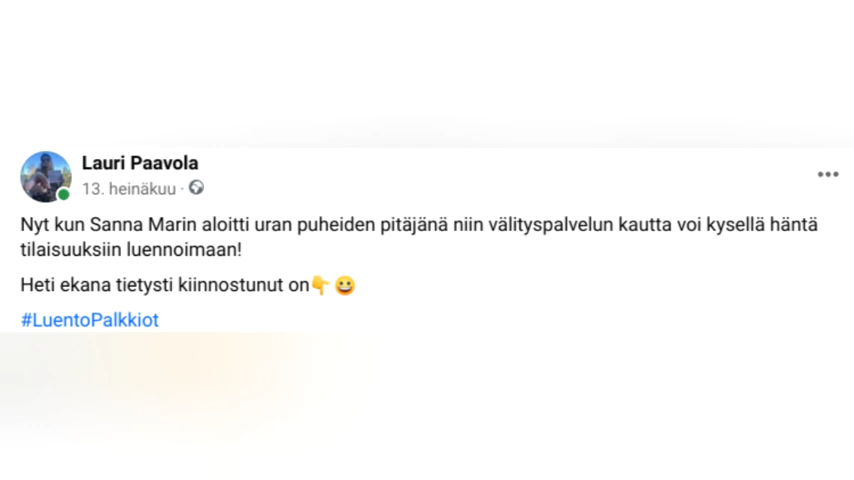 Lauri Paavola
13. heinäkuu ·
Nyt kun Sanna Marin aloitti uran puheiden pitäjänä niin välityspalvelun kautta voi kysellä häntä
tilaisuuksiin luennoimaan!
Heti ekana tietysti kiinnostunut on👇😀
#LuentoPalkkiot